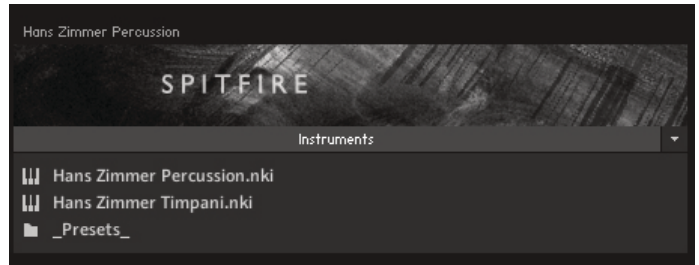 Hans Zimmer Percussion
SPITFIRE
Instruments
Hans Zimmer Percussion.nki
Hans Zimmer Timpani.nki
_Presets_